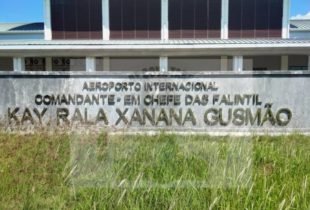 AEROPORTO INTERNACIONAL
COMANDANTE - EM CHEFE DAS FALINTIL
KAY RALA XANANA GUSMÃO